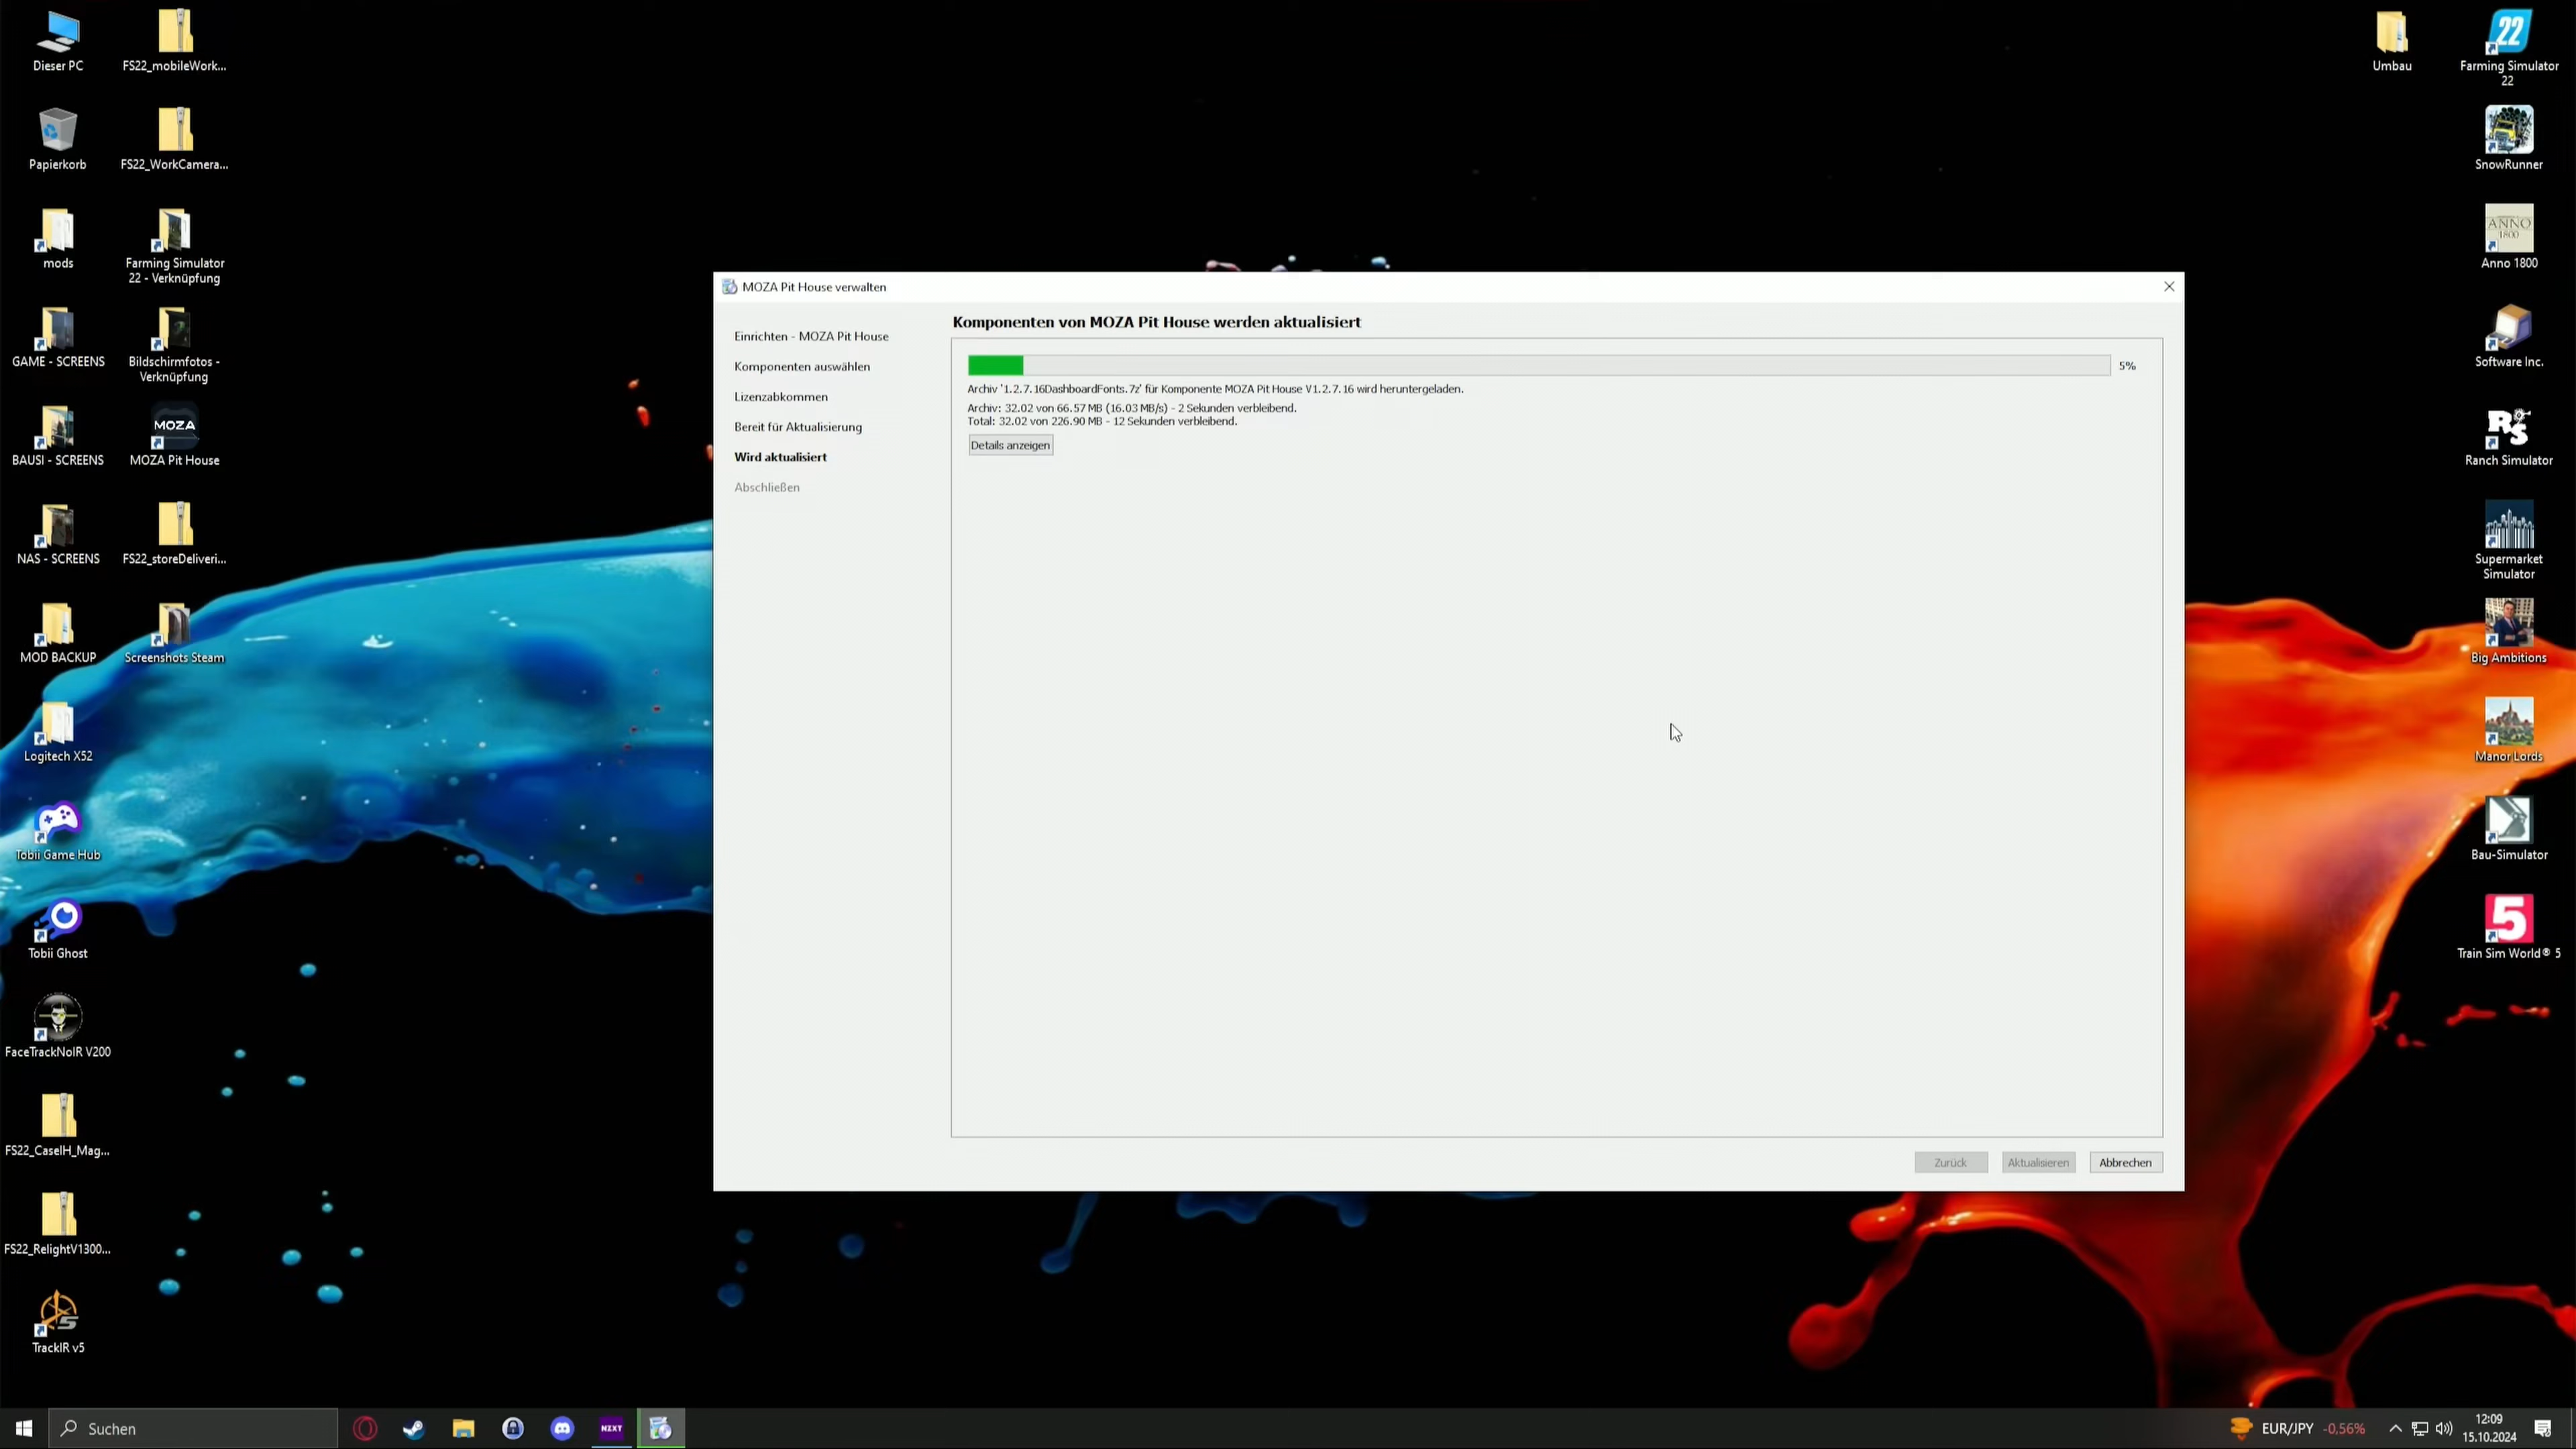 Dieser PC
FS22_mobileWork...
Papierkorb
FS22_WorkCamera...
mods
Farming Simulator
22 - Verknüpfung
GAME - SCREENS
Bildschirmfotos -
Verknüpfung
BAUSI - SCREENS
MOZA
MOZA Pit House
NAS - SCREENS
FS22_storeDeliveri...
MOD BACKUP
Screenshots Steam
Logitech X52
Tobii Game Hub
Tobii Ghost
FaceTrackNoIR V200
FS22_CaseIH_Mag...
FS22_RelightV1300...
5
TrackIR v5
MOZA Pit House verwalten
Einrichten - MOZA Pit House
Komponenten auswählen
Lizenzabkommen
Bereit für Aktualisierung
Wird aktualisiert
Abschließen
Komponenten von MOZA Pit House werden aktualisiert
5%
Archiv '1.2.7.16DashboardFonts.7z' für Komponente MOZA Pit House V1.2.7.16 wird heruntergeladen.
Archiv: 32.02 von 66.57 MB (16.03 MB/s) - 2 Sekunden verbleibend.
Total: 32.02 von 226.90 MB - 12 Sekunden verbleibend.
Details anzeigen
Zurück
Aktualisieren
Abbrechen
Umbau
22
Farming Simulator
22
SnowRunner
ANNO
1800
Anno 1800
Software Inc.
RS
Ranch Simulator
Supermarket
Simulator
Big Ambitions
Manor Lords
Bau-Simulator
5
Train Sim World® 5
Suchen
NZXT
EUR/JPY -0,56%
12:09
15.10.2024